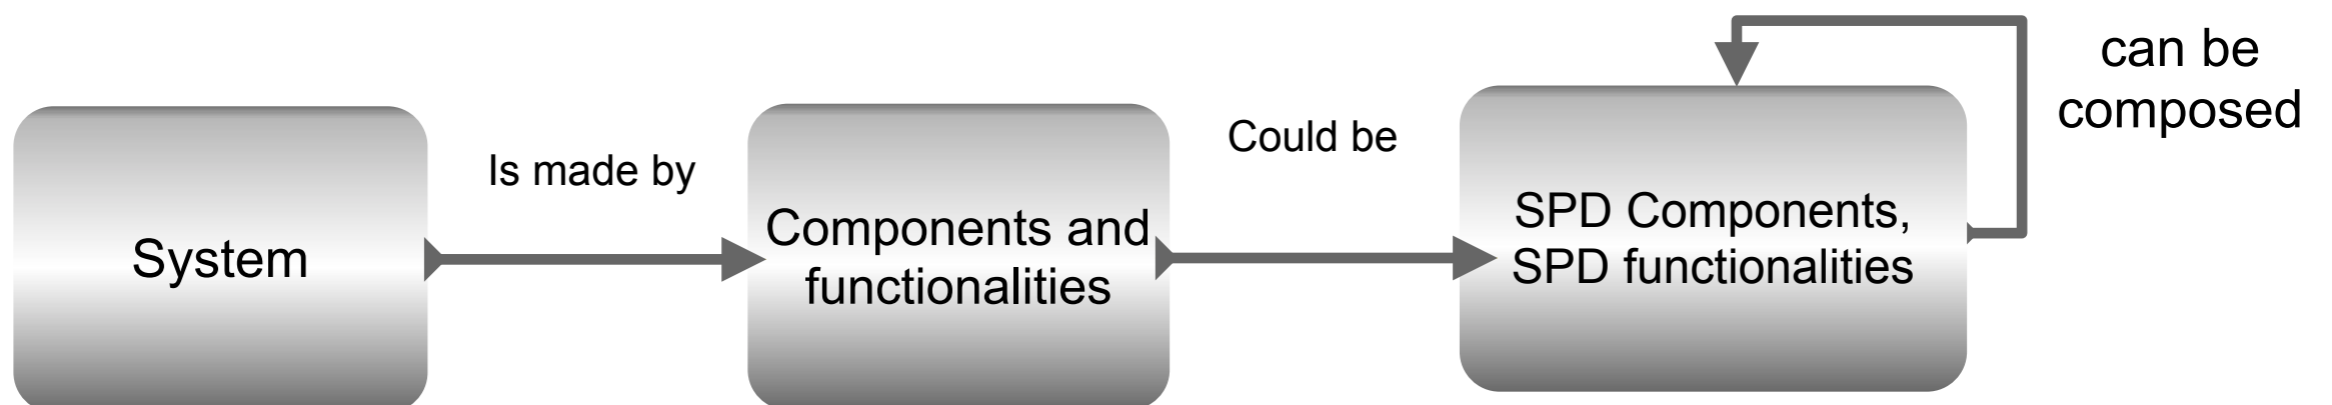 System
Is made by
Components and
functionalities
Could be
SPD Components,
SPD functionalities
can be
composed